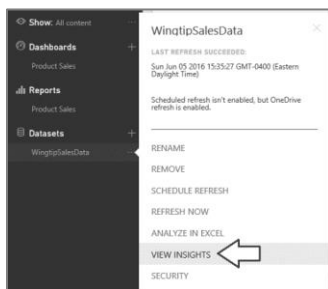 Show: All content
Dashboards
Product Sales
Reports
Product Sales
Datasets
WingtipSalesData
WingtipSalesData
LAST REFRESH SUCCEEDED:
Sun Jun 05 2016 15:35:27 GMT-0400 (Eastern
Daylight Time)
Scheduled refresh isn't enabled, but OneDrive
refresh is enabled.
RENAME
REMOVE
SCHEDULE REFRESH
REFRESH NOW
ANALYZE IN EXCEL
VIEW INSIGHTS
SECURITY